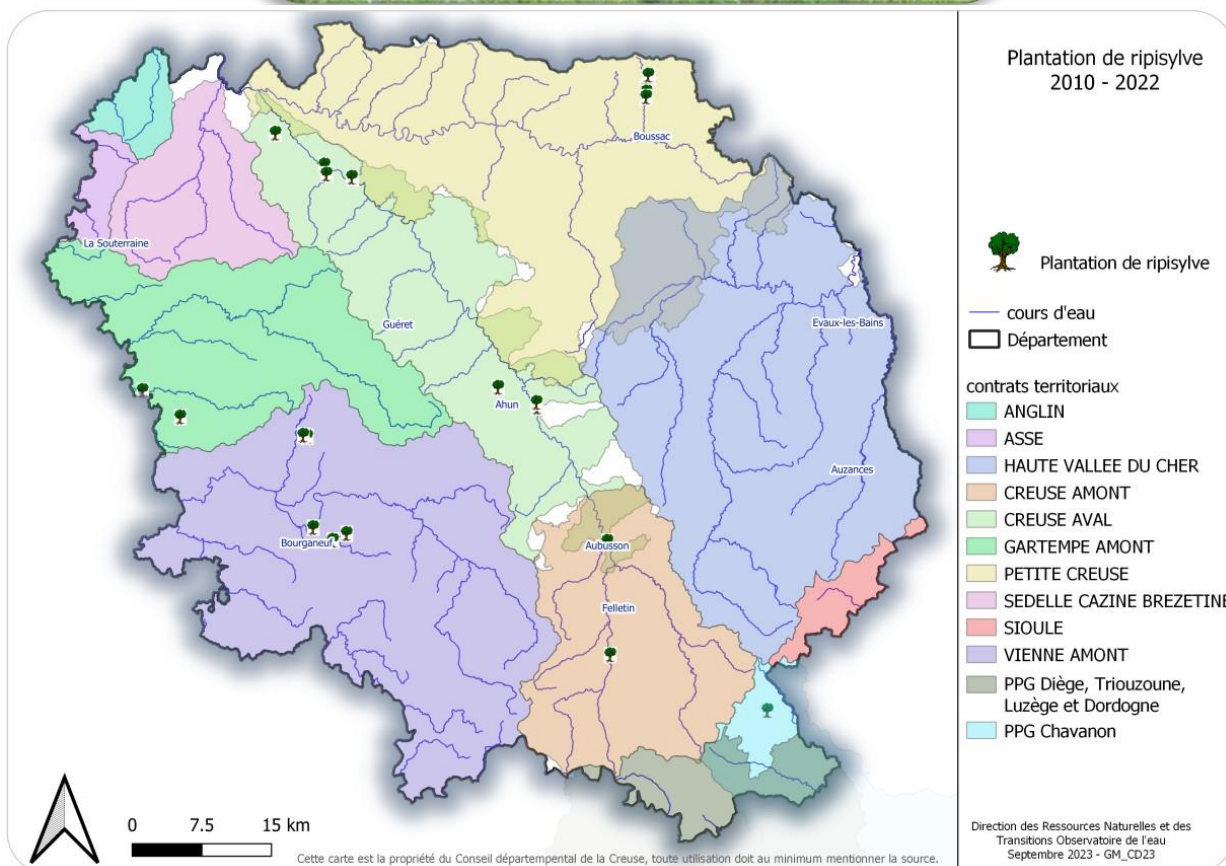 Plantation de ripisylve
2010 - 2022
Boussac
La Souterraine
Guéret
Evaux-les-Bains
Ahun
Auzances
Bourganeuf
Aubusson
Felletin
Plantation de ripisylve
cours d'eau
Département
contrats territoriaux
ANGLIN
ASSE
HAUTE VALLEE DU CHER
CREUSE AMONT
CREUSE AVAL
GARTEMPE AMONT
PETITE CREUSE
SEDELLE CAZINE BREZETINE
SIOULE
VIENNE AMONT
PPG Diège, Triouzoune,
Luzège et Dordogne
PPG Chavanon
0 7.5 15 km
Cette carte est la propriété du Conseil départempental de la Creuse, toute utilisation doit au minimum mentionner la source.
Direction des Ressources Naturelles et des
Transitions Observatoire de l'eau
Septembre 2023 - GM_CD23